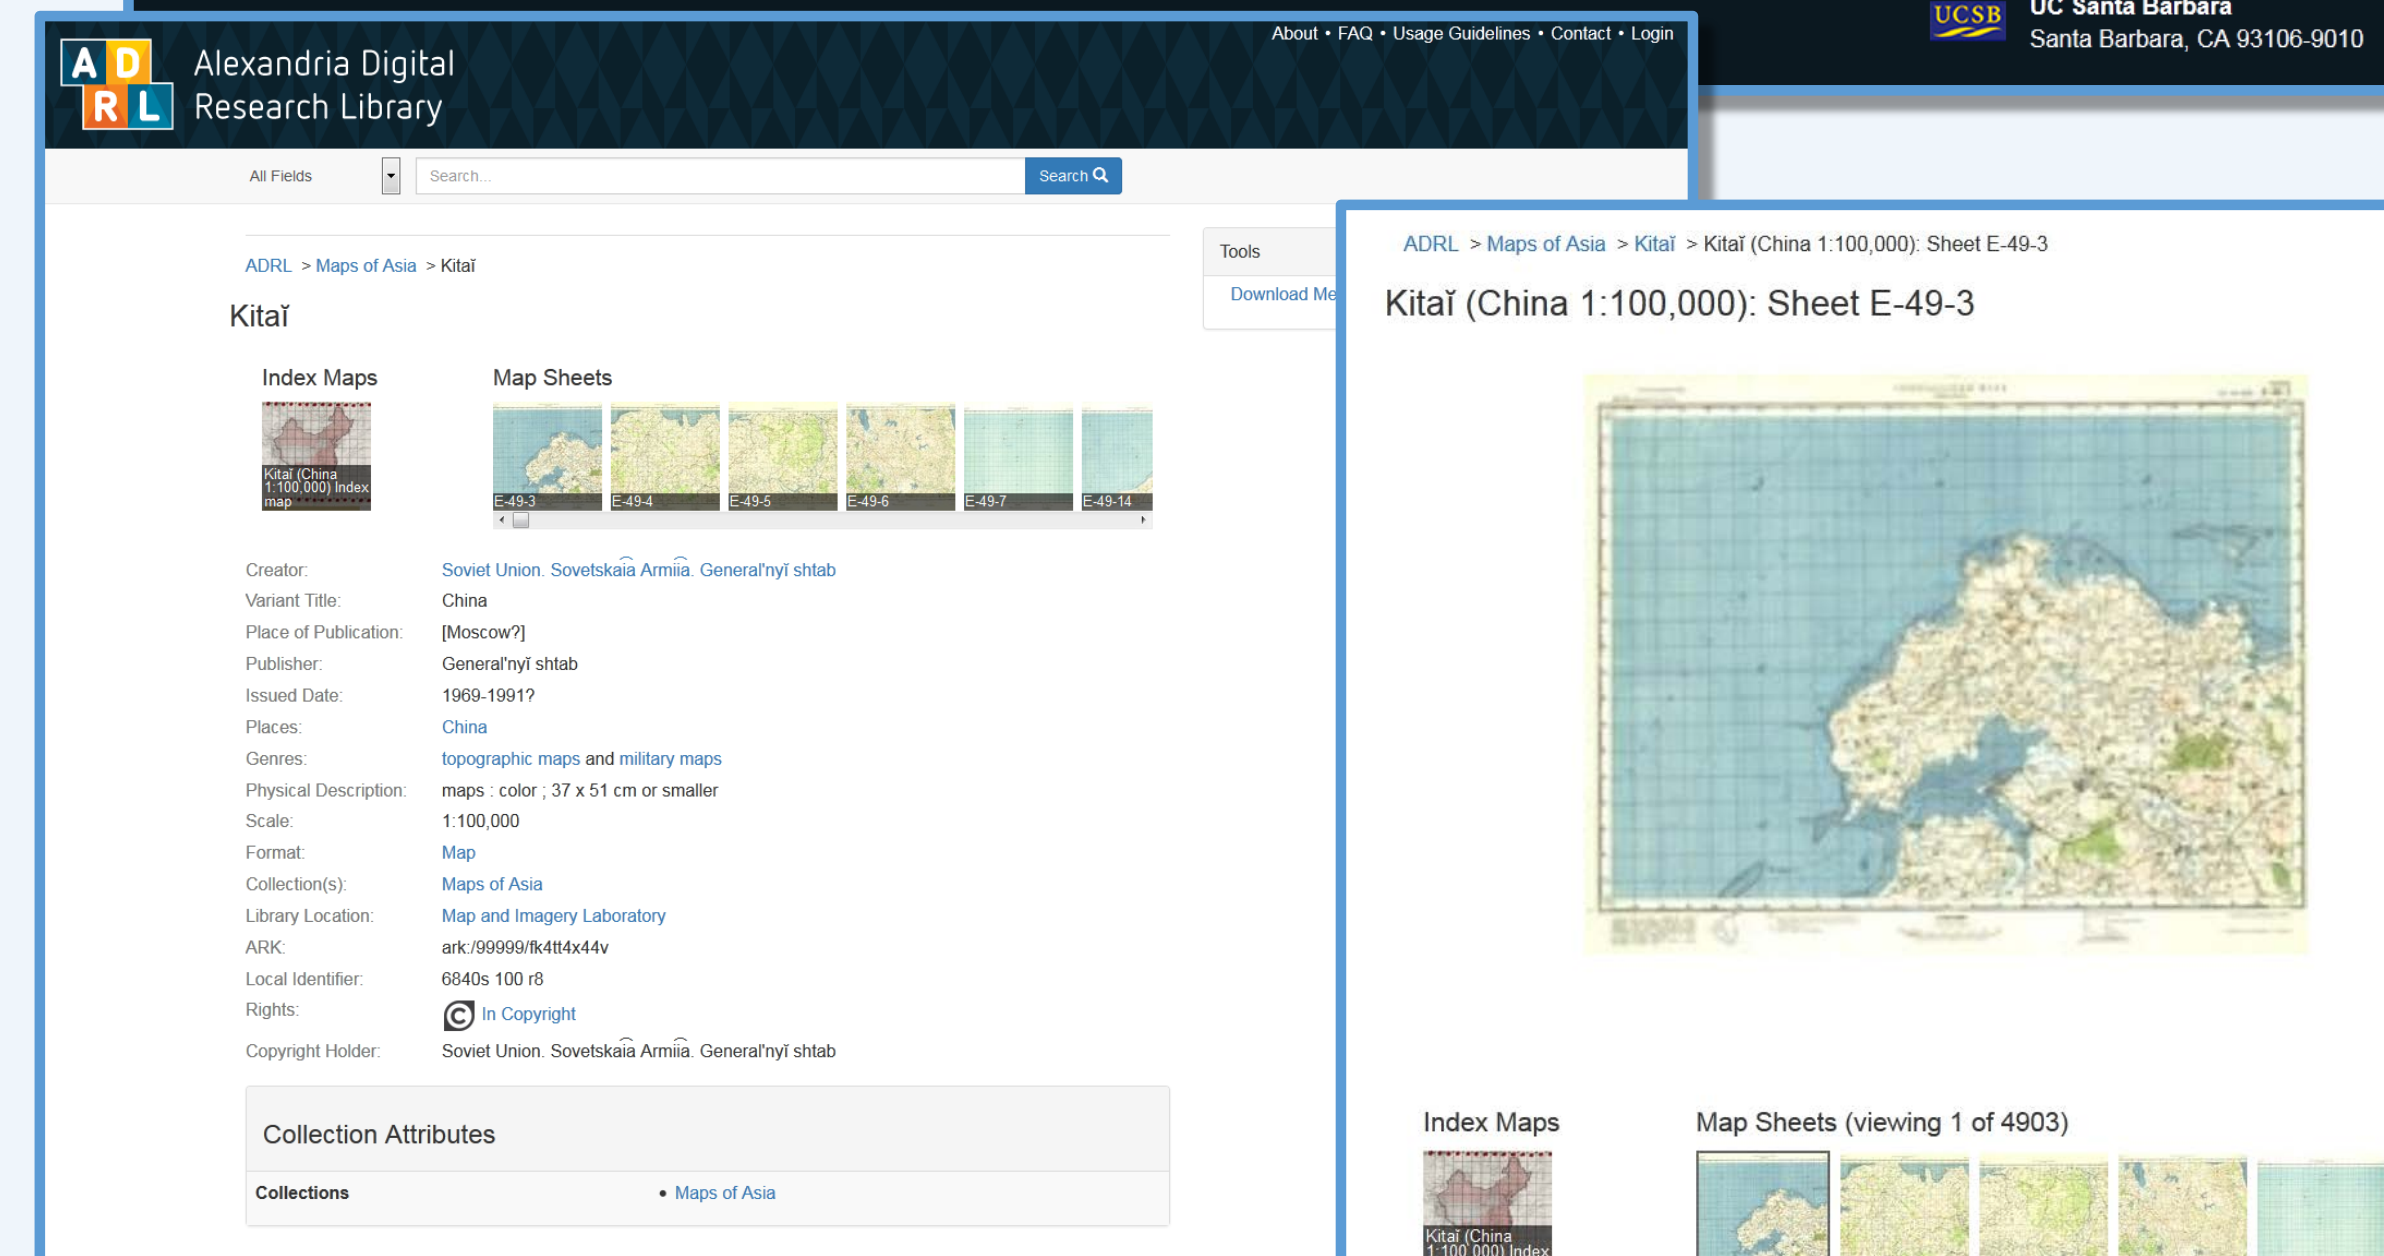 UCSB
UC Santa Barbara
Santa Barbara, CA 93106-9010
About • FAQ • Usage Guidelines • Contact • Login
A D
R L
Alexandria Digital
Research Library
All Fields
Search...
Search
ADRL > Maps of Asia > Kitaĭ
Kitaĭ
Index Maps
Map Sheets
Kitaĭ (China
1:100,000) Index
map
E-49-3
E-49-4
E-49-5
E-49-6
E-49-7
E-49-14
Creator: Soviet Union. Sovetskai͡a Armii͡a. General'nyĭ shtab
Variant Title: China
Place of Publication: [Moscow?]
Publisher: General'nyĭ shtab
Issued Date: 1969-1991?
Places: China
Genres: topographic maps and military maps
Physical Description: maps : color ; 37 x 51 cm or smaller
Scale: 1:100,000
Format: Map
Collection(s): Maps of Asia
Library Location: Map and Imagery Laboratory
ARK: ark:/99999/fk4tt4x44v
Local Identifier: 6840s 100 r8
Rights: In Copyright
Copyright Holder: Soviet Union. Sovetskai͡a Armii͡a. General'nyĭ shtab
Collection Attributes
Collections • Maps of Asia
Tools
Download Me
ADRL > Maps of Asia > Kitaĭ > Kitaĭ (China 1:100,000): Sheet E-49-3
Kitaĭ (China 1:100,000): Sheet E-49-3
Index Maps
Map Sheets (viewing 1 of 4903)
Kitaĭ (China
1:100,000) Index